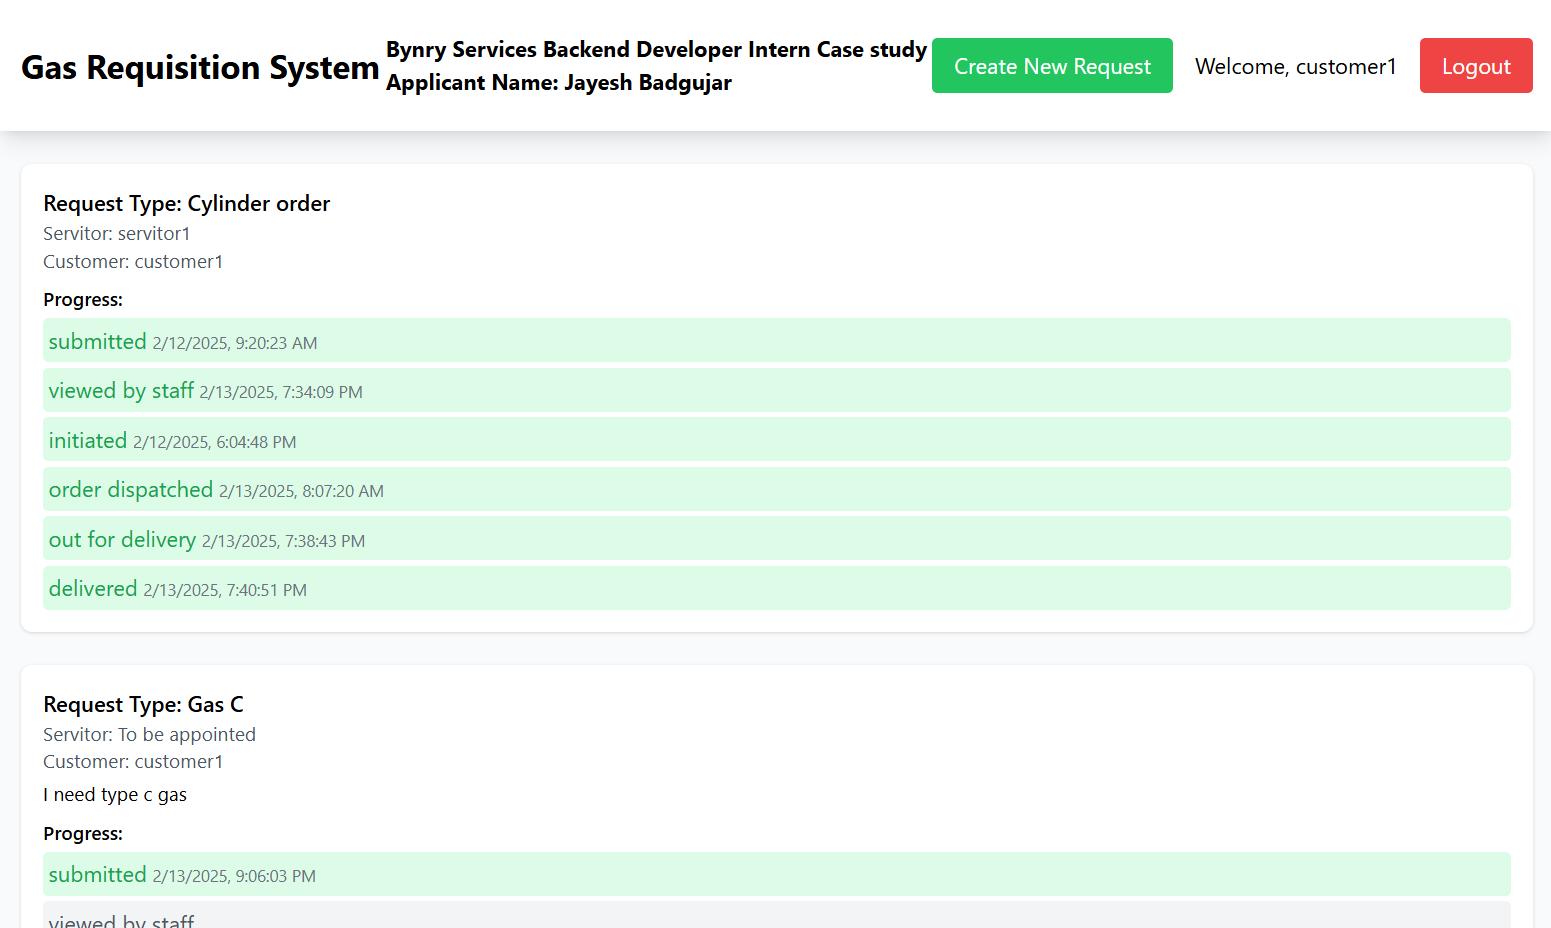 Gas Requisition System
Bynry Services Backend Developer Intern Case study
Applicant Name: Jayesh Badgujar
Create New Request
Welcome, customer1
Logout
Request Type: Cylinder order
Servitor: servitor1
Customer: customer1
Progress:
submitted 2/12/2025, 9:20:23 AM
viewed by staff 2/13/2025, 7:34:09 PM
initiated 2/12/2025, 6:04:48 PM
order dispatched 2/13/2025, 8:07:20 AM
out for delivery 2/13/2025, 7:38:43 PM
delivered 2/13/2025, 7:40:51 PM
Request Type: Gas C
Servitor: To be appointed
Customer: customer1
I need type c gas
Progress:
submitted 2/13/2025, 9:06:03 PM
viewed by staff